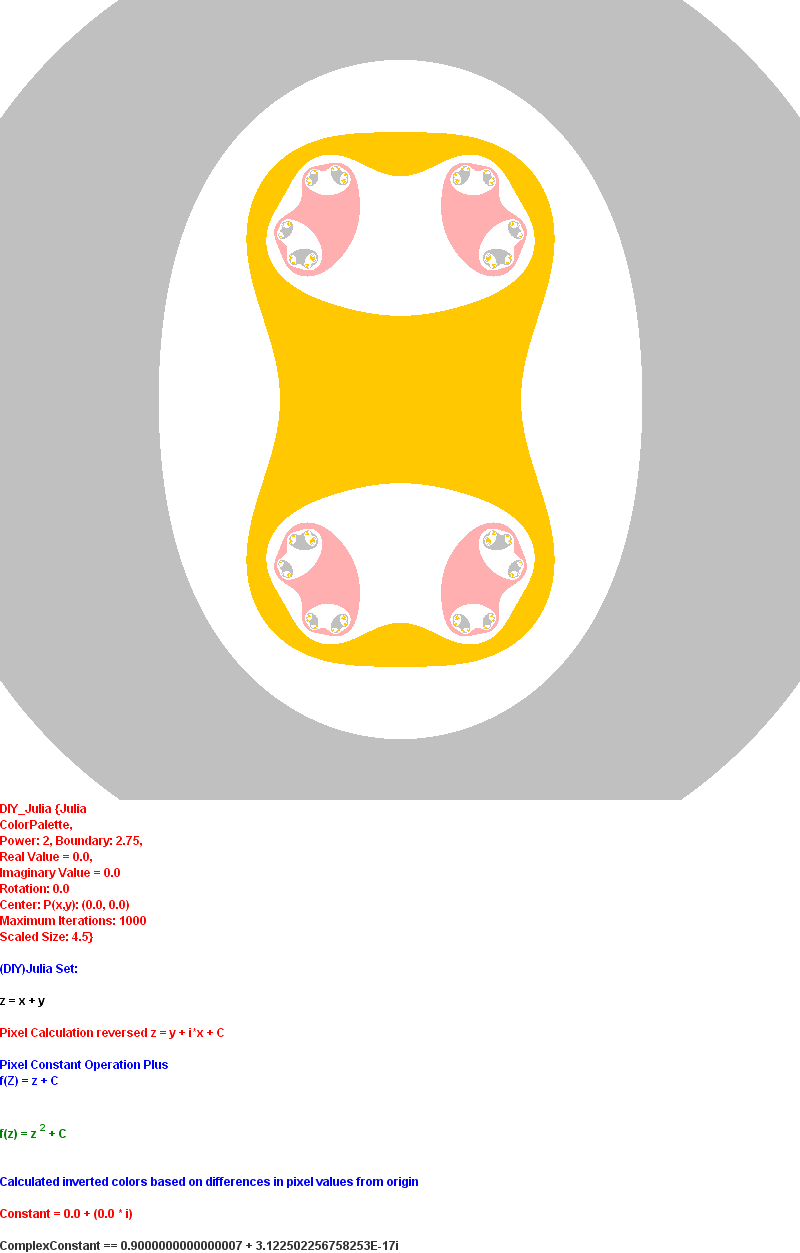 DIY_Julia {Julia
ColorPalette,
Power: 2, Boundary: 2.75,
Real Value = 0.0,
Imaginary Value = 0.0
Rotation: 0.0
Center: P(x,y): (0.0, 0.0)
Maximum Iterations: 1000
Scaled Size: 4.5}
(DIY)Julia Set:
z = x + y
Pixel Calculation reversed z = y + i*x + C
Pixel Constant Operation Plus
f(Z) = z + C
f(z) = z 2 + C
Calculated inverted colors based on differences in pixel values from origin
Constant = 0.0 + (0.0 * i)
ComplexConstant == 0.9000000000000007 + 3.122502256758253E-17i